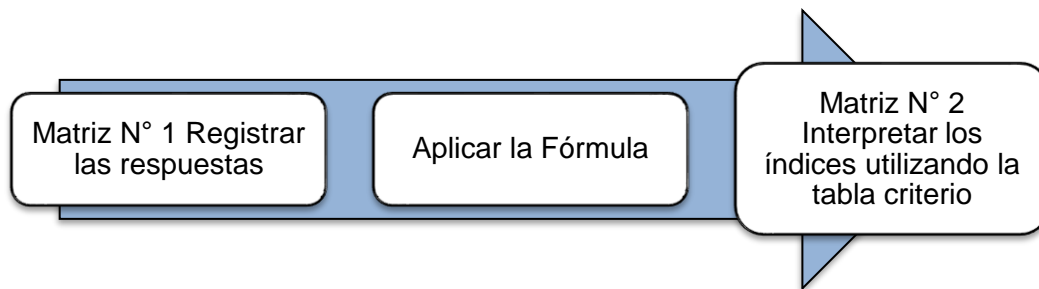 Matriz N° 1 Registrar
las respuestas
Aplicar la Fórmula
Matriz N° 2
Interpretar los
índices utilizando la
tabla criterio